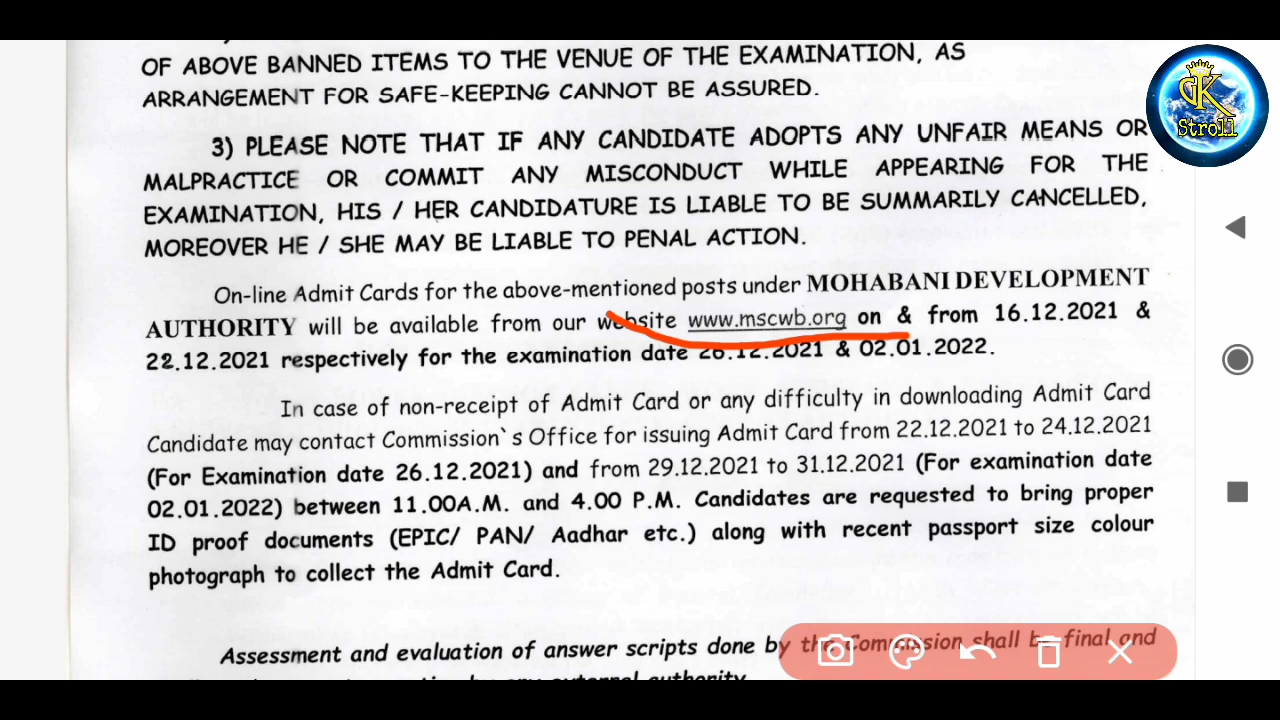 OF ABOVE BANNED ITEMS TO THE VENUE OF THE EXAMINATION, AS
ARRANGEMENT FOR SAFE-KEEPING CANNOT BE ASSURED.
3) PLEASE NOTE THAT IF ANY CANDIDATE ADOPTS ANY UNFAIR MEANS OR
MALPRACTICE OR COMMIT ANY MISCONDUCT WHILE APPEARING FOR THE
EXAMINATION, HIS / HER CANDIDATURE IS LIABLE TO BE SUMMARILY CANCELLED,
MOREOVER HE / SHE MAY BE LIABLE TO PENAL ACTION.
On-line Admit Cards for the above-mentioned posts under MOHABANI DEVELOPMENT
AUTHORITY will be available from our website www.mscwb.org on & from 16.12.2021 &
22.12.2021 respectively for the examination date 26.12.2021 & 02.01.2022.
In case of non-receipt of Admit Card or any difficulty in downloading Admit Card
Candidate may contact Commission`s Office for issuing Admit Card from 22.12.2021 to 24.12.2021
(For Examination date 26.12.2021) and from 29.12.2021 to 31.12.2021 (For examination date
02.01.2022) between 11.00A.M. and 4.00 P.M. Candidates are requested to bring proper
ID proof documents (EPIC/ PAN/ Aadhar etc.) along with recent passport size colour
photograph to collect the Admit Card.
Assessment and evaluation of answer scripts done by the Commission shall be final and
any external authority.
GK
Stroll